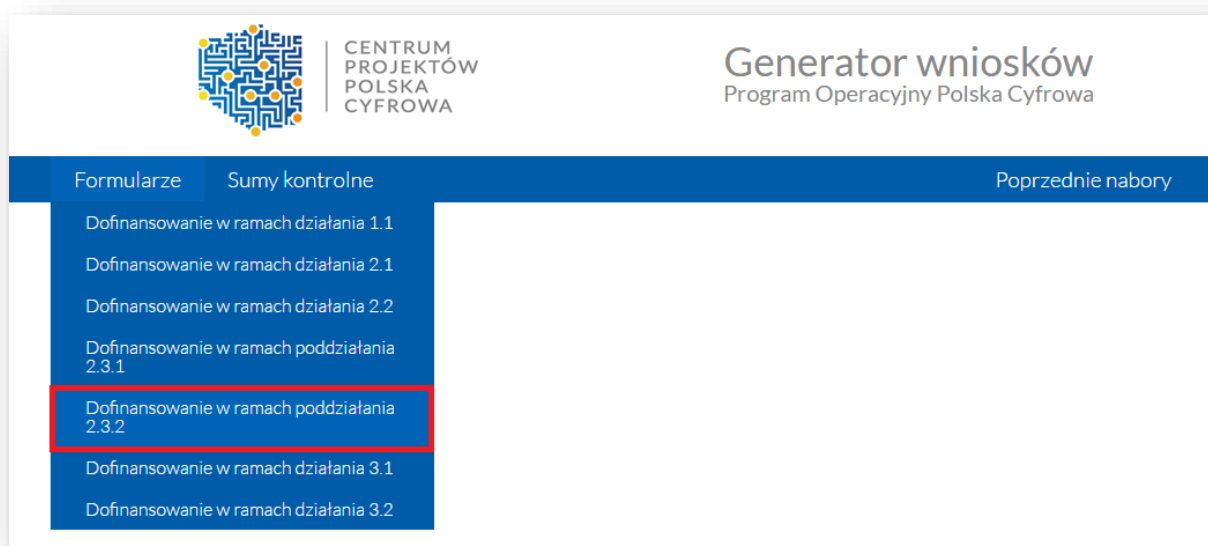 CENTRUM
PROJEKTÓW
POLSKA
CYFROWA
Generator wniosków
Program Operacyjny Polska Cyfrowa
Formularze Sumy kontrolne Poprzednie nabory
Dofinansowanie w ramach działania 1.1
Dofinansowanie w ramach działania 2.1
Dofinansowanie w ramach działania 2.2
Dofinansowanie w ramach poddziałania
2.3.1
Dofinansowanie w ramach poddziałania
2.3.2
Dofinansowanie w ramach działania 3.1
Dofinansowanie w ramach działania 3.2